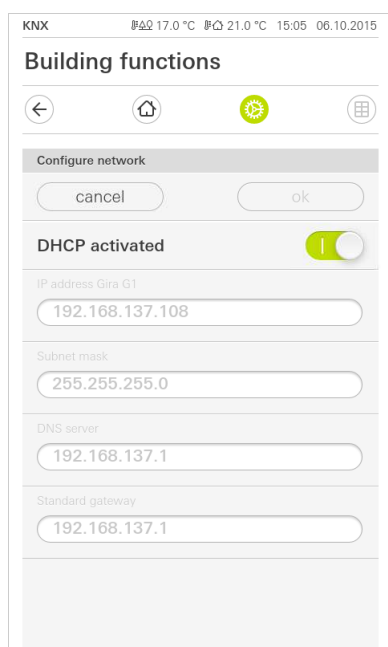 KNX 17.0 °C 21.0 °C 15:05 06.10.2015
Building functions
Configure network
cancel ok
DHCP activated
IP address Gira G1
192.168.137.108
Subnet mask
255.255.255.0
DNS server
192.168.137.1
Standard gateway
192.168.137.1